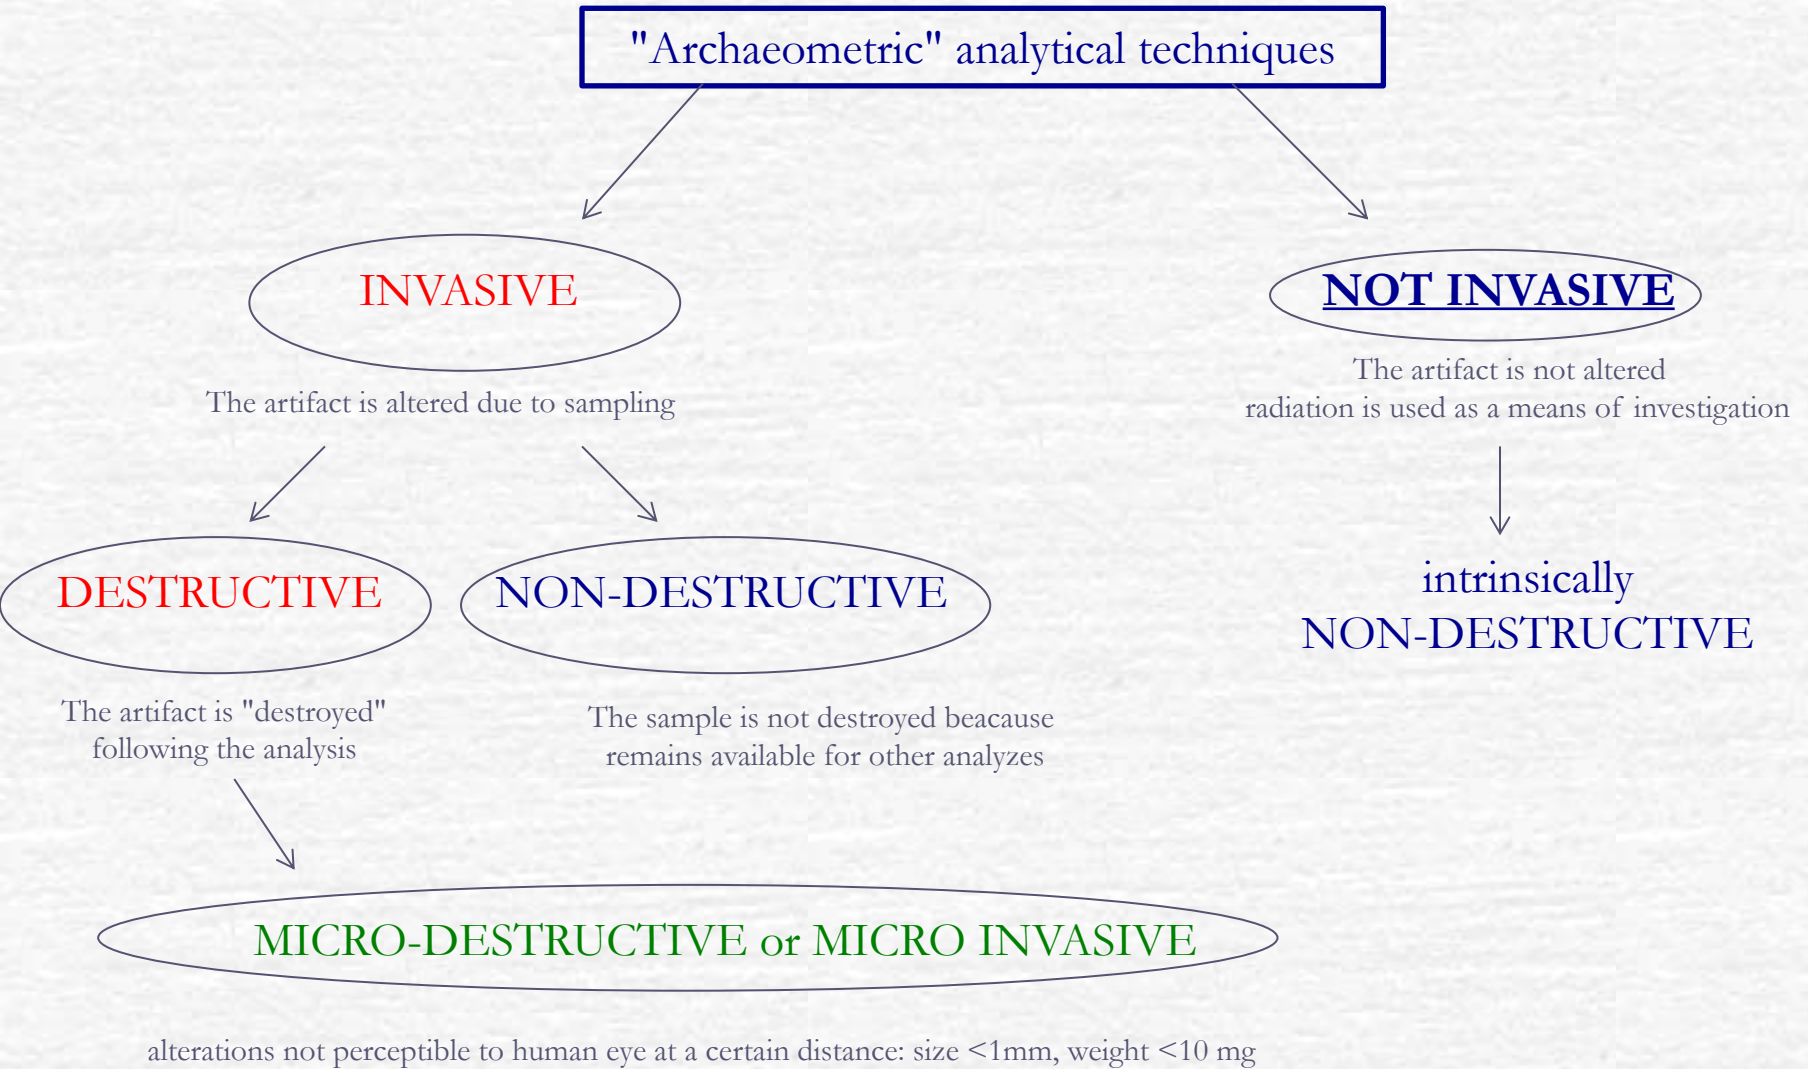 "Archaeometric" analytical techniques
INVASIVE
The artifact is altered due to sampling
NOT INVASIVE
The artifact is not altered
radiation is used as a means of investigation
DESTRUCTIVE
The artifact is "destroyed"
following the analysis
NON-DESTRUCTIVE
The sample is not destroyed beacause
remains available for other analyzes
intrinsically
NON-DESTRUCTIVE
MICRO-DESTRUCTIVE or MICRO INVASIVE
alterations not perceptible to human eye at a certain distance: size <1mm, weight <10 mg